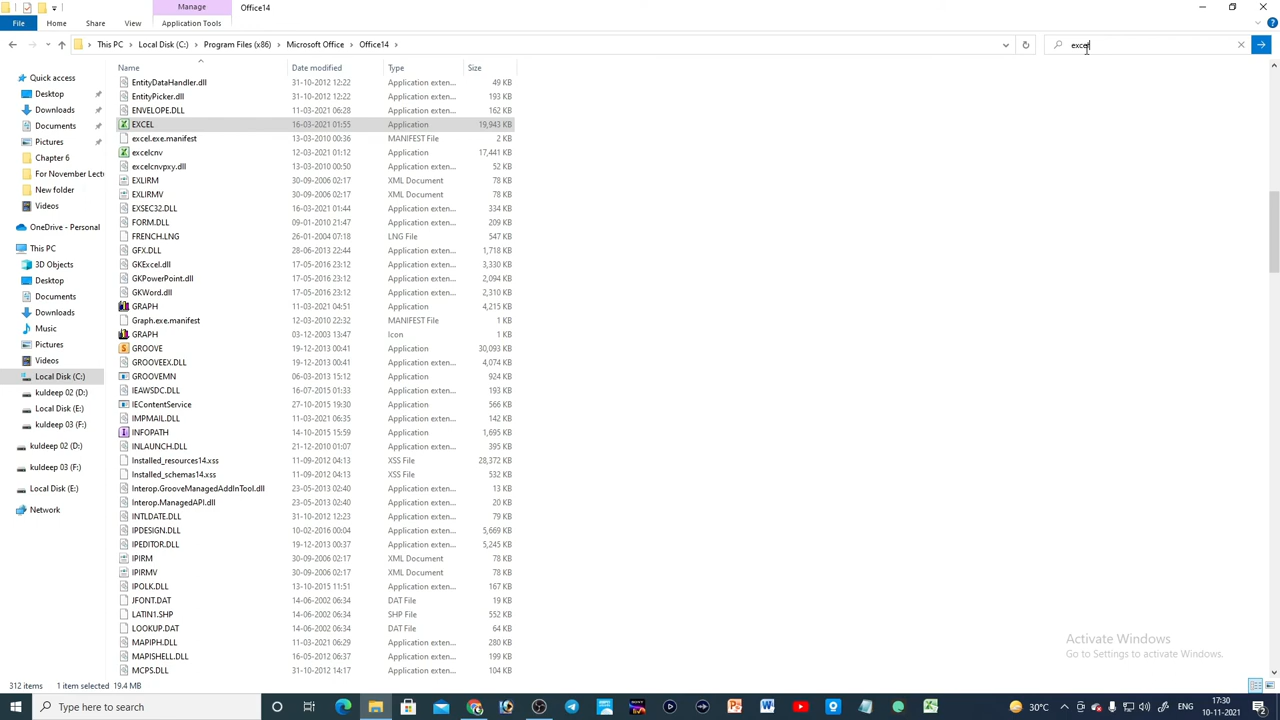 Manage
Office14
File
Home
Share
View
Application Tools
This PC
Local Disk (C:)
Program Files (x86)
Microsoft Office
Office14
excel
Name
Date modified
Type
Size
Quick access
Desktop
Downloads
Documents
Pictures
Chapter 6
For November Lectu
New folder
Videos
OneDrive - Personal
This PC
3D Objects
Desktop
Documents
Downloads
Music
Pictures
Videos
Local Disk (C:)
kuldeep 02 (D:)
Local Disk (E:)
kuldeep 03 (F:)
kuldeep 02 (D:)
kuldeep 03 (F:)
Local Disk (E:)
Network
EntityDataHandler.dll 31-10-2012 12:22 Application exten... 49 KB
EntityPicker.dll 31-10-2012 12:22 Application exten... 193 KB
ENVELOPE.DLL 11-03-2021 06:28 Application exten... 162 KB
EXCEL 16-03-2021 01:55 Application 19,943 KB
excel.exe.manifest 13-03-2010 00:36 MANIFEST File 2 KB
excelcnv 12-03-2021 01:12 Application 17,441 KB
excelcnvpxy.dll 13-03-2010 00:50 Application exten... 52 KB
EXLIRM 30-09-2006 02:17 XML Document 78 KB
EXLIRMV 30-09-2006 02:17 XML Document 78 KB
EXSEC32.DLL 16-03-2021 01:44 Application exten... 334 KB
FORM.DLL 09-01-2010 21:47 Application exten... 209 KB
FRENCH.LNG 26-01-2004 07:18 LNG File 547 KB
GFX.DLL 28-06-2013 22:44 Application exten... 1,718 KB
GKExcel.dll 17-05-2016 23:12 Application exten... 3,330 KB
GKPowerPoint.dll 17-05-2016 23:12 Application exten... 2,094 KB
GKWord.dll 17-05-2016 23:12 Application exten... 2,310 KB
GRAPH 11-03-2021 04:51 Application 4,215 KB
Graph.exe.manifest 12-03-2010 22:32 MANIFEST File 1 KB
GRAPH 03-12-2003 13:47 Icon 1 KB
GROOVE 19-12-2013 00:41 Application 30,093 KB
GROOVEEX.DLL 19-12-2013 00:41 Application exten... 4,074 KB
GROOVEMN 06-03-2013 15:12 Application 924 KB
IEAWSDC.DLL 16-07-2015 01:33 Application exten... 193 KB
IEContentService 27-10-2015 19:30 Application 566 KB
IMPMAIL.DLL 11-03-2021 06:35 Application exten... 142 KB
INFOPATH 14-10-2015 15:59 Application 1,695 KB
INLAUNCH.DLL 21-12-2010 01:07 Application exten... 395 KB
Installed_resources14.xss 11-09-2012 04:13 XSS File 28,372 KB
Installed_schemas14.xss 11-09-2012 04:13 XSS File 532 KB
Interop.GrooveManagedAddInTool.dll 23-05-2013 02:40 Application exten... 13 KB
Interop.ManagedAPI.dll 23-05-2013 02:40 Application exten... 20 KB
INTLDATE.DLL 31-10-2012 12:23 Application exten... 79 KB
IPDESIGN.DLL 10-02-2016 00:04 Application exten... 5,669 KB
IPEDITOR.DLL 19-12-2013 00:37 Application exten... 5,245 KB
IPIRM 30-09-2006 02:17 XML Document 78 KB
IPIRMV 30-09-2006 02:17 XML Document 78 KB
IPOLK.DLL 13-10-2015 11:51 Application exten... 167 KB
JFONT.DAT 14-06-2002 06:34 DAT File 19 KB
LATIN1.SHP 14-06-2002 06:34 SHP File 552 KB
LOOKUP.DAT 14-06-2002 06:34 DAT File 64 KB
MAPIPH.DLL 11-03-2021 06:29 Application exten... 280 KB
MAPISHELL.DLL 16-05-2012 06:37 Application exten... 199 KB
MCPS.DLL 31-10-2012 14:17 Application exten... 104 KB
Activate Windows
Go to Settings to activate Windows.
312 items 1 item selected 19.4 MB
Type here to search
30°C
ENG
17:30
10-11-2021